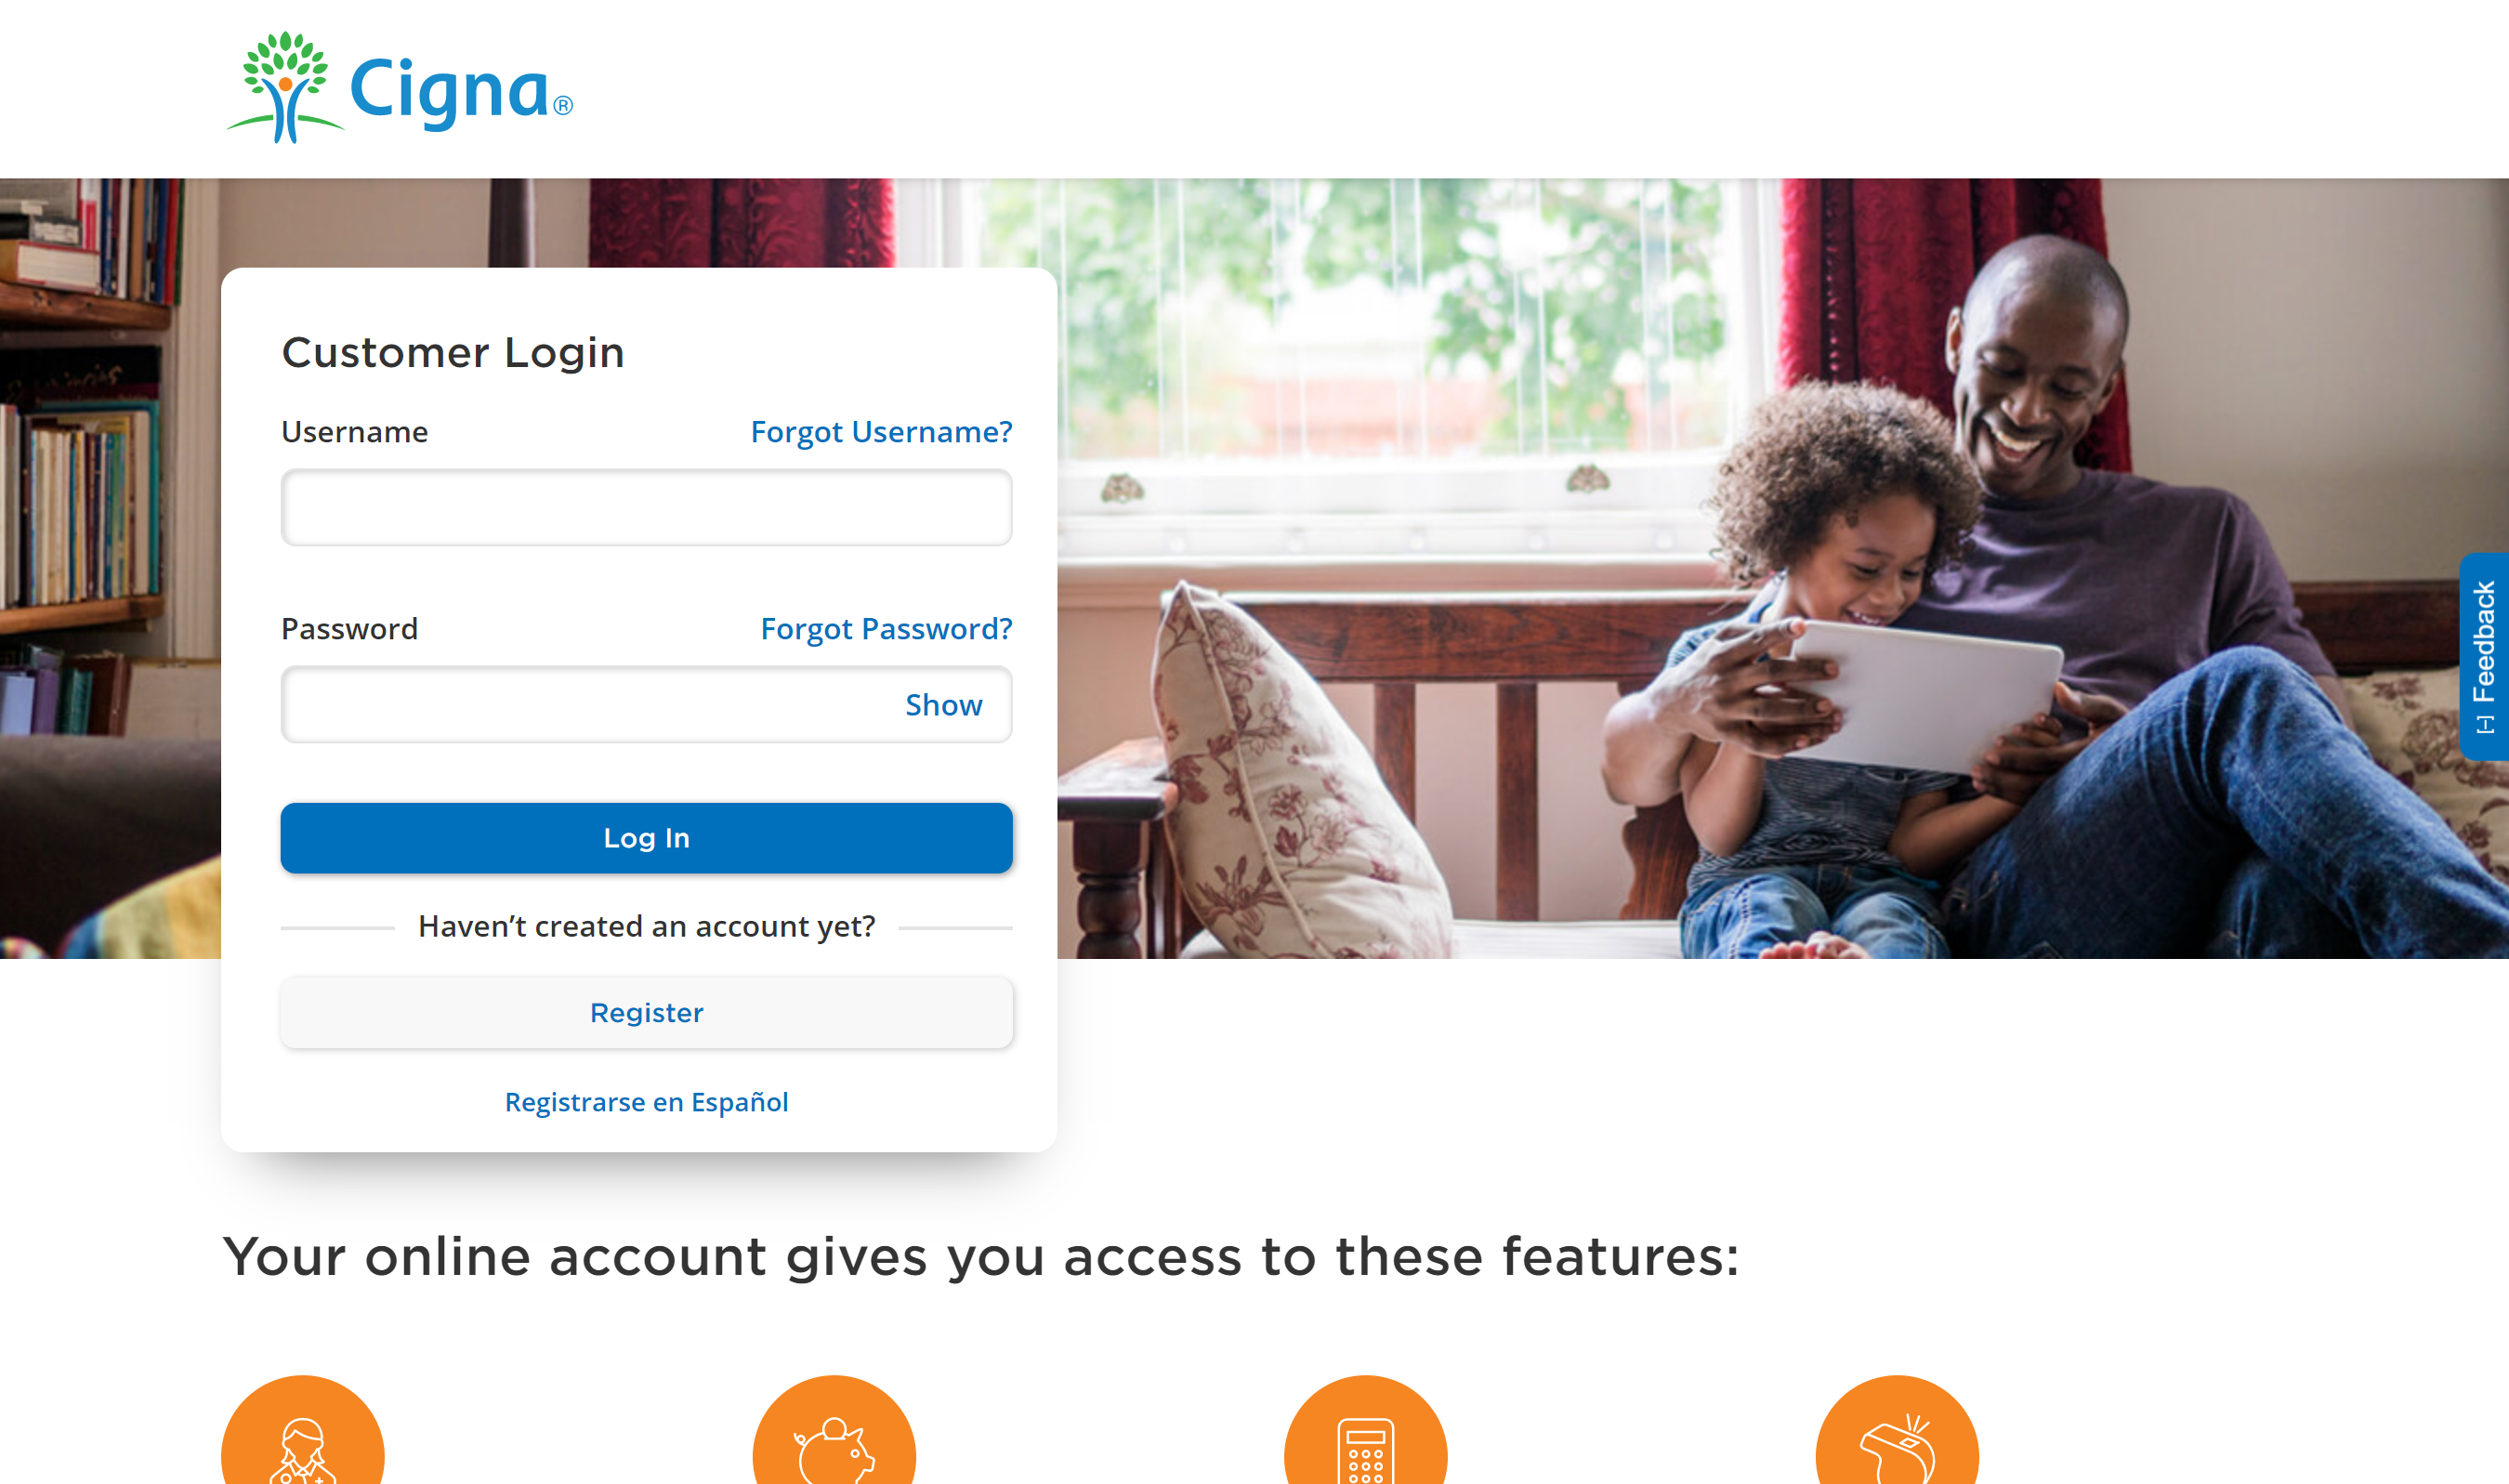 Cigna®
Customer Login
Username Forgot Username?
Password Forgot Password?
Show
Log In
Haven’t created an account yet?
Register
Registrarse en Español
[-] Feedback
Your online account gives you access to these features: